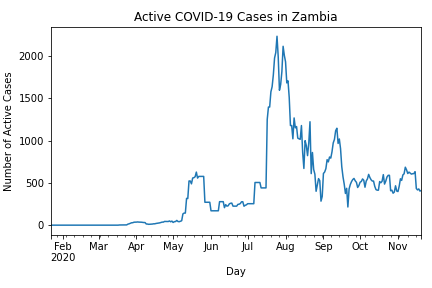 Active COVID-19 Cases in Zambia
Number of Active Cases
2000
1500
1000
500
0
Feb Mar Apr May Jun Jul Aug Sep Oct Nov
2020
Day